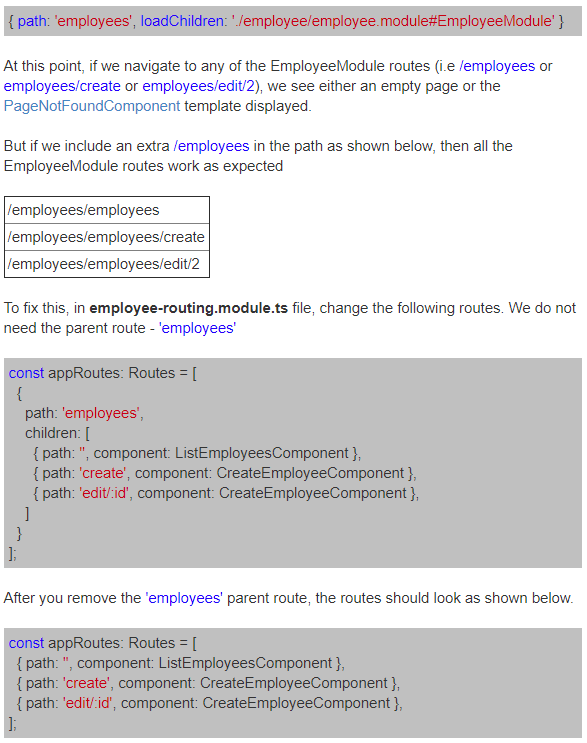 { path: 'employees', loadChildren: './employee/employee.module#EmployeeModule' }
At this point, if we navigate to any of the EmployeeModule routes (i.e /employees or
employees/create or employees/edit/2), we see either an empty page or the
PageNotFoundComponent template displayed.
But if we include an extra /employees in the path as shown below, then all the
EmployeeModule routes work as expected
/employees/employees
/employees/employees/create
/employees/employees/edit/2
To fix this, in employee-routing.module.ts file, change the following routes. We do not
need the parent route - 'employees'
const appRoutes: Routes = [
{
path: 'employees',
children: [
{ path: '', component: ListEmployeesComponent },
{ path: 'create', component: CreateEmployeeComponent },
{ path: 'edit/:id', component: CreateEmployeeComponent },
]
}
];
After you remove the 'employees' parent route, the routes should look as shown below.
const appRoutes: Routes = [
{ path: '', component: ListEmployeesComponent },
{ path: 'create', component: CreateEmployeeComponent },
{ path: 'edit/:id', component: CreateEmployeeComponent },
];